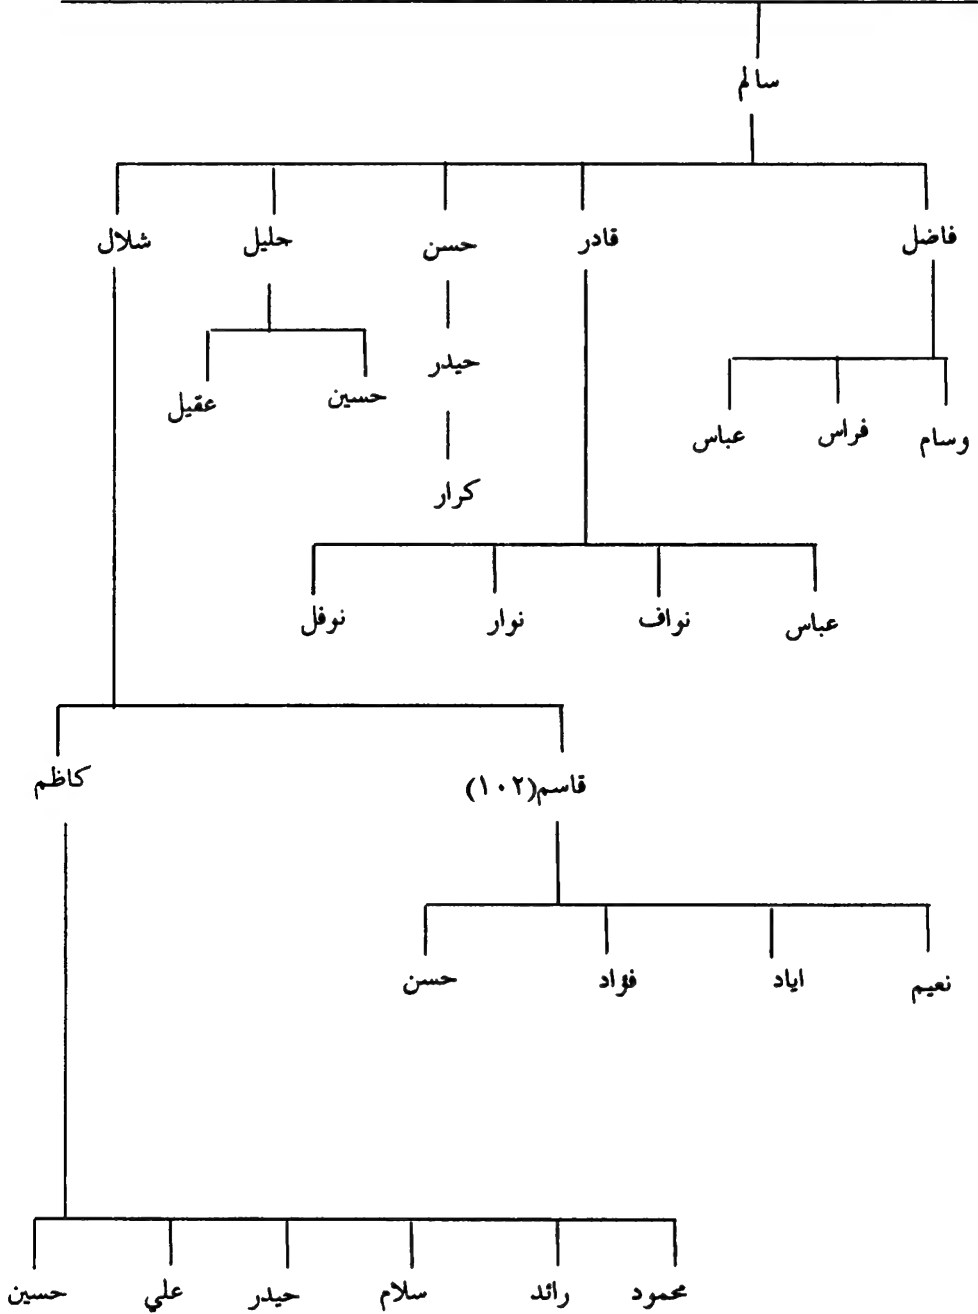 سالم
فاضل قادر حسن حليل شلال
حيدر
حسين عقيل
وسام فراس عباس
كرار
عباس نواف نوار نوفل
قاسم(١٠٢) كاظم
نعيم اياد فؤاد حسن
محمود رائد سلام حيدر علي حسين